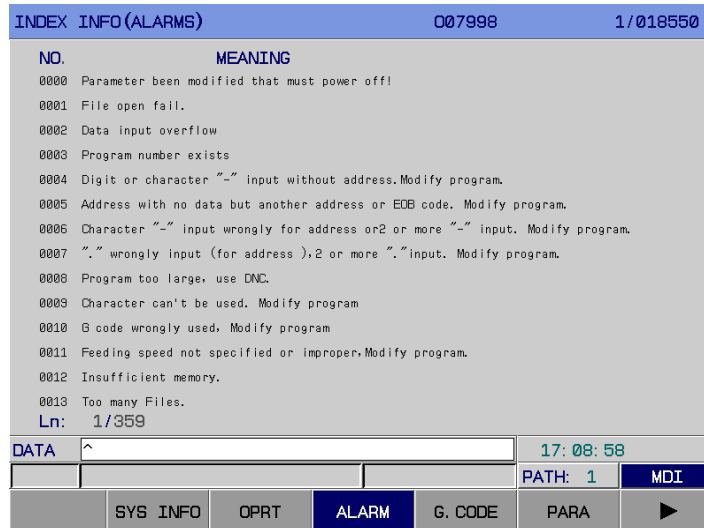 INDEX INFO(ALARMS) O07998 1/018550
NO. MEANING
0000 Parameter been modified that must power off!
0001 File open fail.
0002 Data input overflow
0003 Program number exists
0004 Digit or character "-" input without address.Modify program.
0005 Address with no data but another address or EOB code. Modify program.
0006 Character "-" input wrongly for address or2 or more "-" input. Modify program.
0007 "." wrongly input (for address ),2 or more "."input. Modify program.
0008 Program too large, use DNC.
0009 Character can't be used. Modify program
0010 G code wrongly used, Modify program
0011 Feeding speed not specified or improper,Modify program.
0012 Insufficient memory.
0013 Too many Files.
Ln: 1/359
DATA ^ 17:08:58
PATH: 1 MDI
SYS INFO OPRT ALARM G. CODE PARA ▶